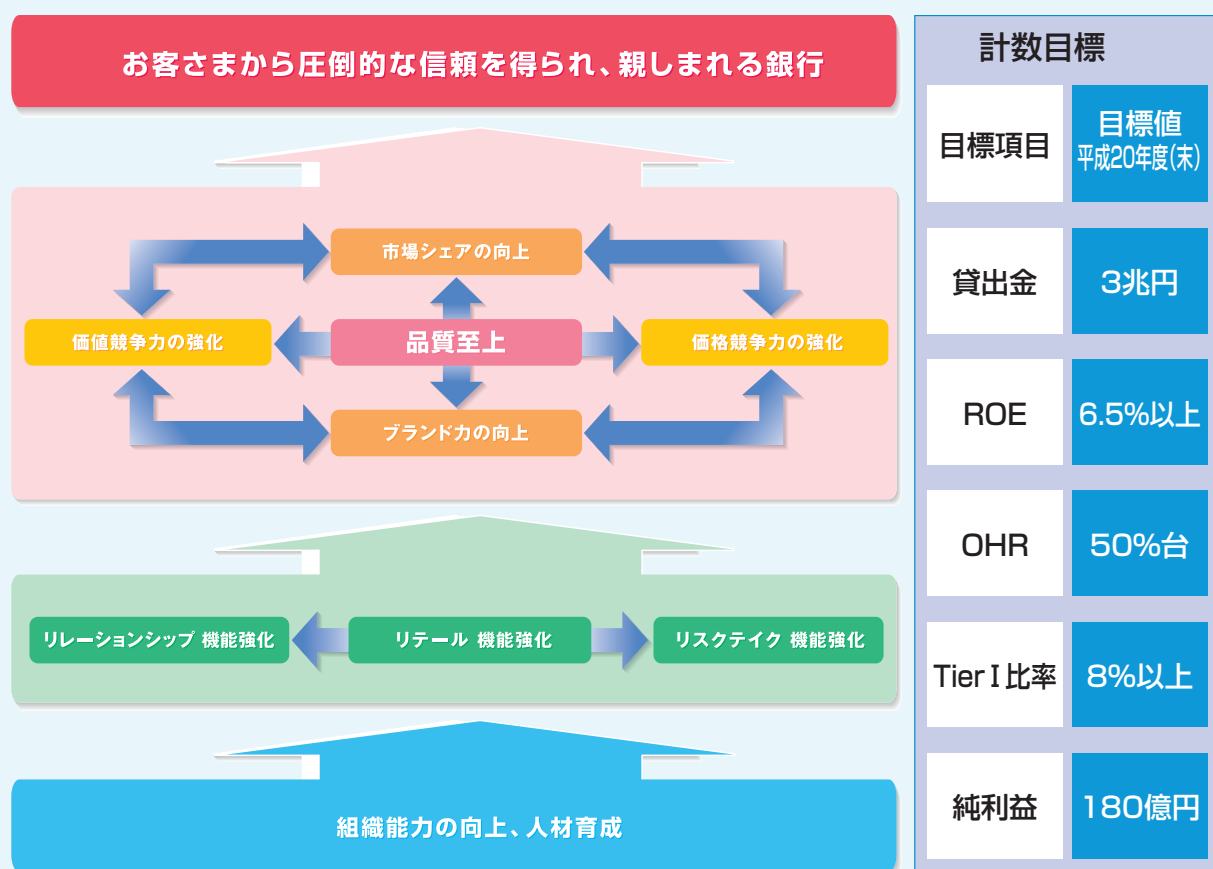 お客さまから圧倒的な信頼を得られ、親しまれる銀行
市場シェアの向上
価値競争力の強化
品質至上
価格競争力の強化
ブランド力の向上
リレーションシップ 機能強化
リテール 機能強化
リスクテイク 機能強化
組織能力の向上、人材育成
計数目標
目標項目
目標値
平成20年度(末)
貸出金
3兆円
ROE
6.5%以上
OHR
50%台
Tier I 比率
8%以上
純利益
180億円